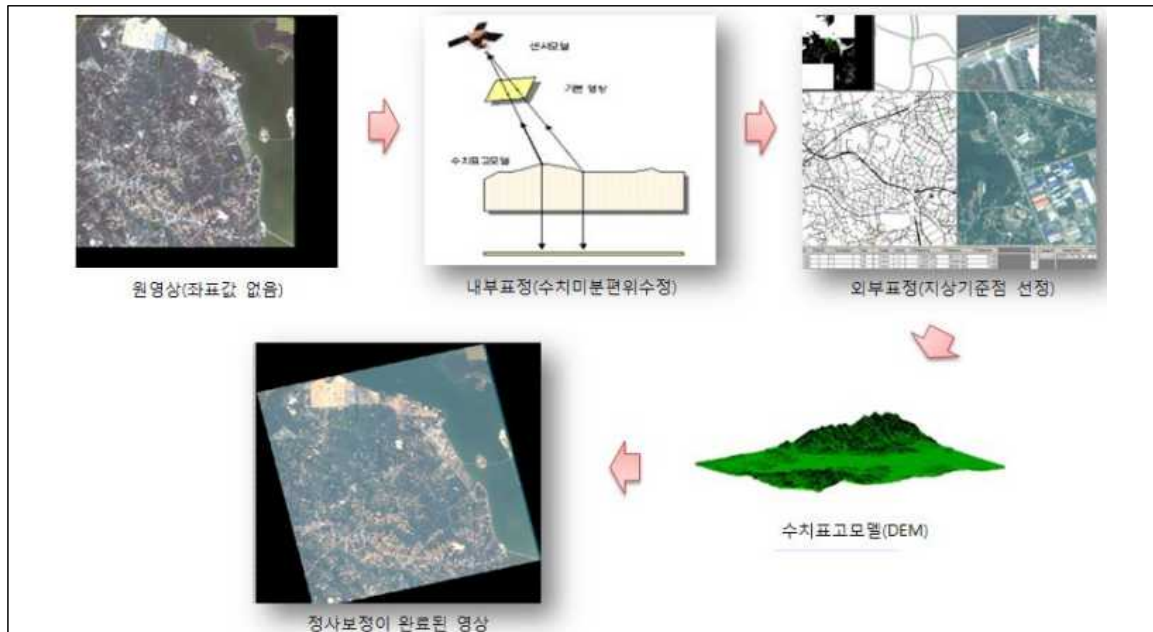 센서모델
기본 영상
수치표고모델
원영상(좌표값 없음)
내부표정(수치미분편위수정)
외부표정(지상기준점 선정)
수치표고모델(DEM)
정사보정이 완료된 영상